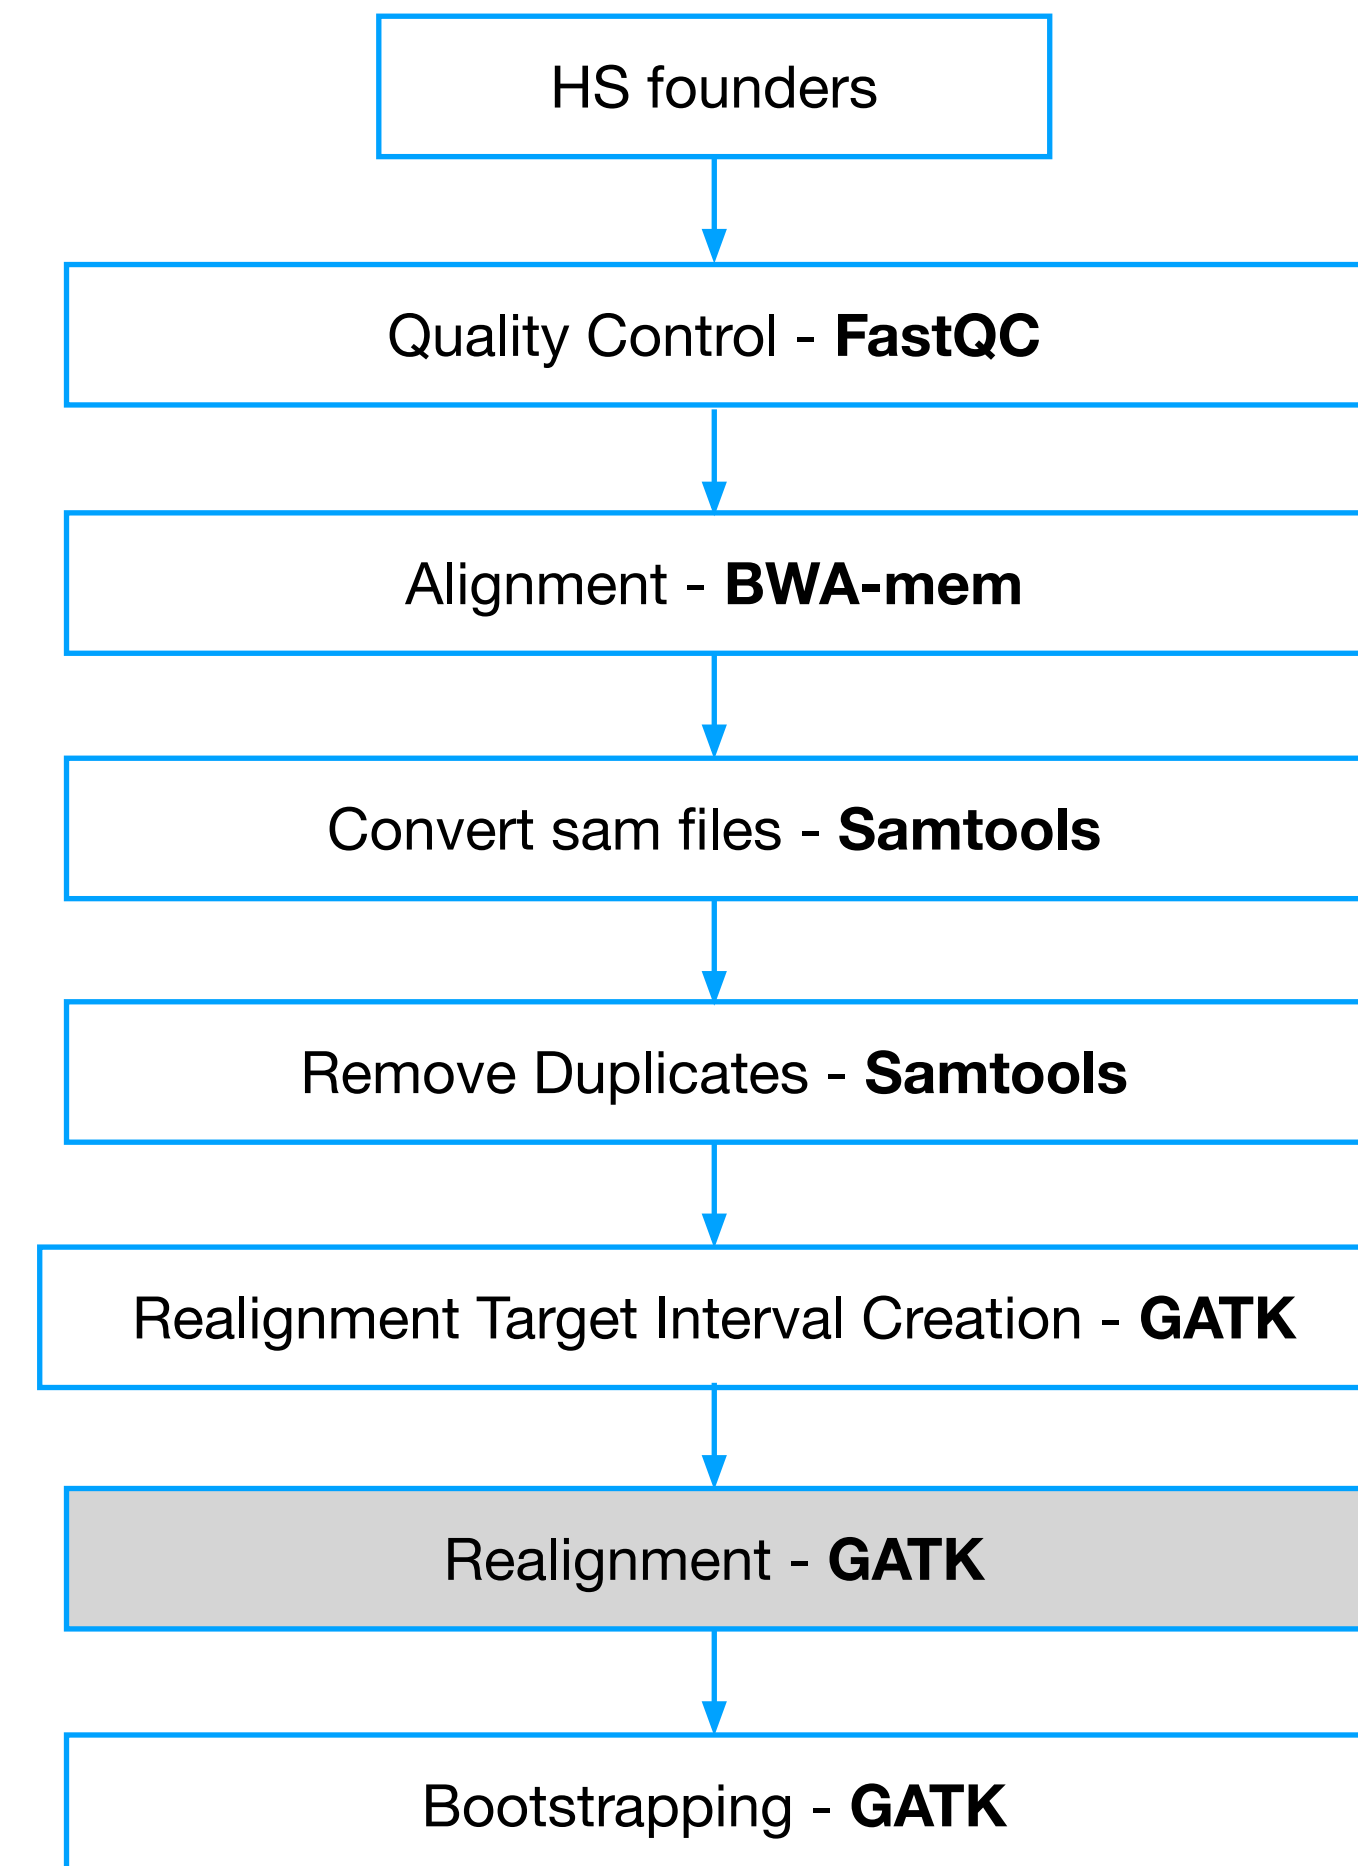 HS founders
Quality Control - FastQC
Alignment - BWA-mem
Convert sam files - Samtools
Remove Duplicates - Samtools
Realignment Target Interval Creation - GATK
Realignment - GATK
Bootstrapping - GATK